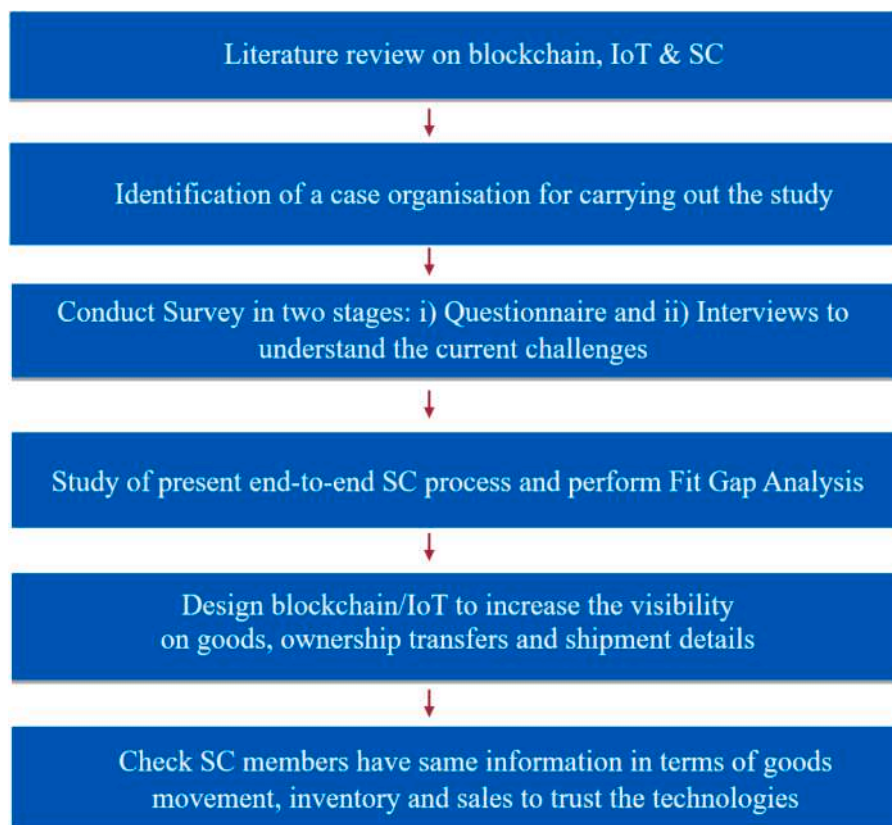 Literature review on blockchain, IoT & SC
Identification of a case organisation for carrying out the study
Conduct Survey in two stages: i) Questionnaire and ii) Interviews to
understand the current challenges
Study of present end-to-end SC process and perform Fit Gap Analysis
Design blockchain/IoT to increase the visibility
on goods, ownership transfers and shipment details
Check SC members have same information in terms of goods
movement, inventory and sales to trust the technologies